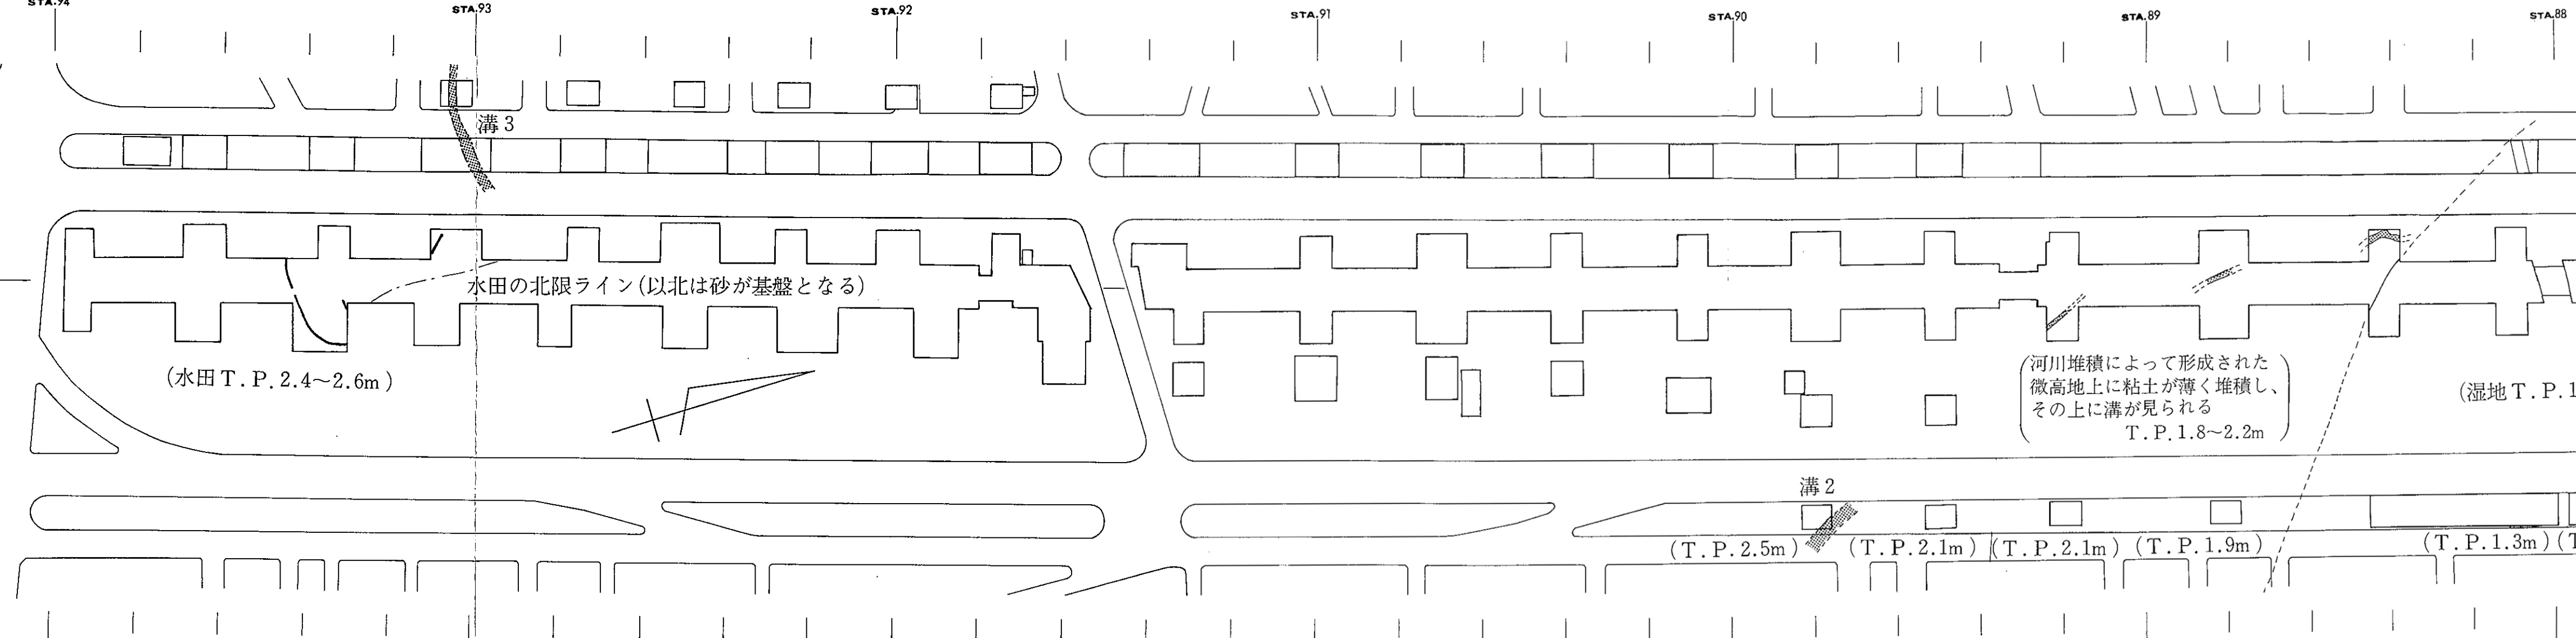 STA.94
STA.93
STA.92
STA.91
STA.90
STA.89
STA.88
溝3
水田の北限ライン(以北は砂が基盤となる)
(水田T.P.2.4〜2.6m)
(河川堆積によって形成された
微高地上に粘土が薄く堆積し、
その上に溝が見られる
T.P.1.8〜2.2m)
(湿地T.P.1
溝2
(T.P.2.5m)
(T.P.2.1m)
(T.P.2.1m)
(T.P.1.9m)
(T.P.1.3m)